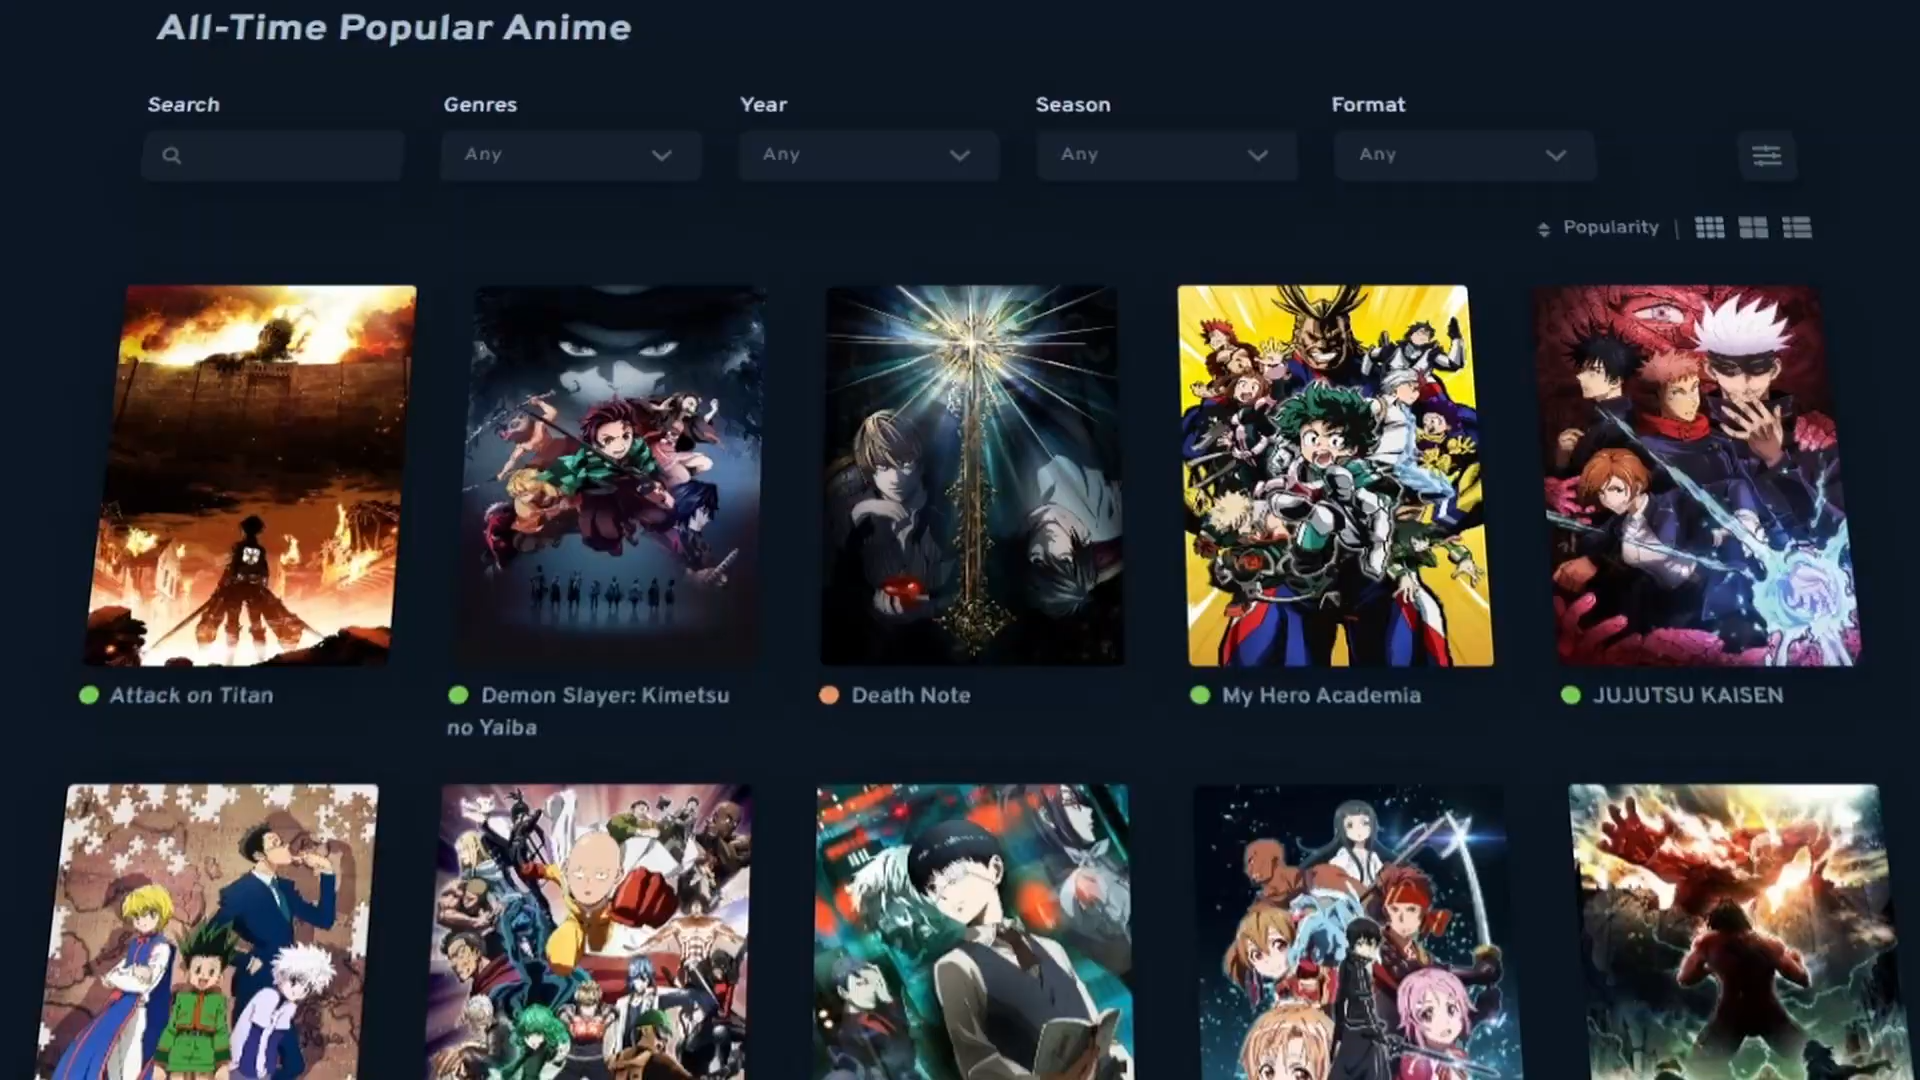 All-Time Popular Anime
Search Genres Year Season Format
Any Any Any Any
Popularity
Attack on Titan
Demon Slayer: Kimetsu
no Yaiba
Death Note
My Hero Academia
JUJUTSU KAISEN